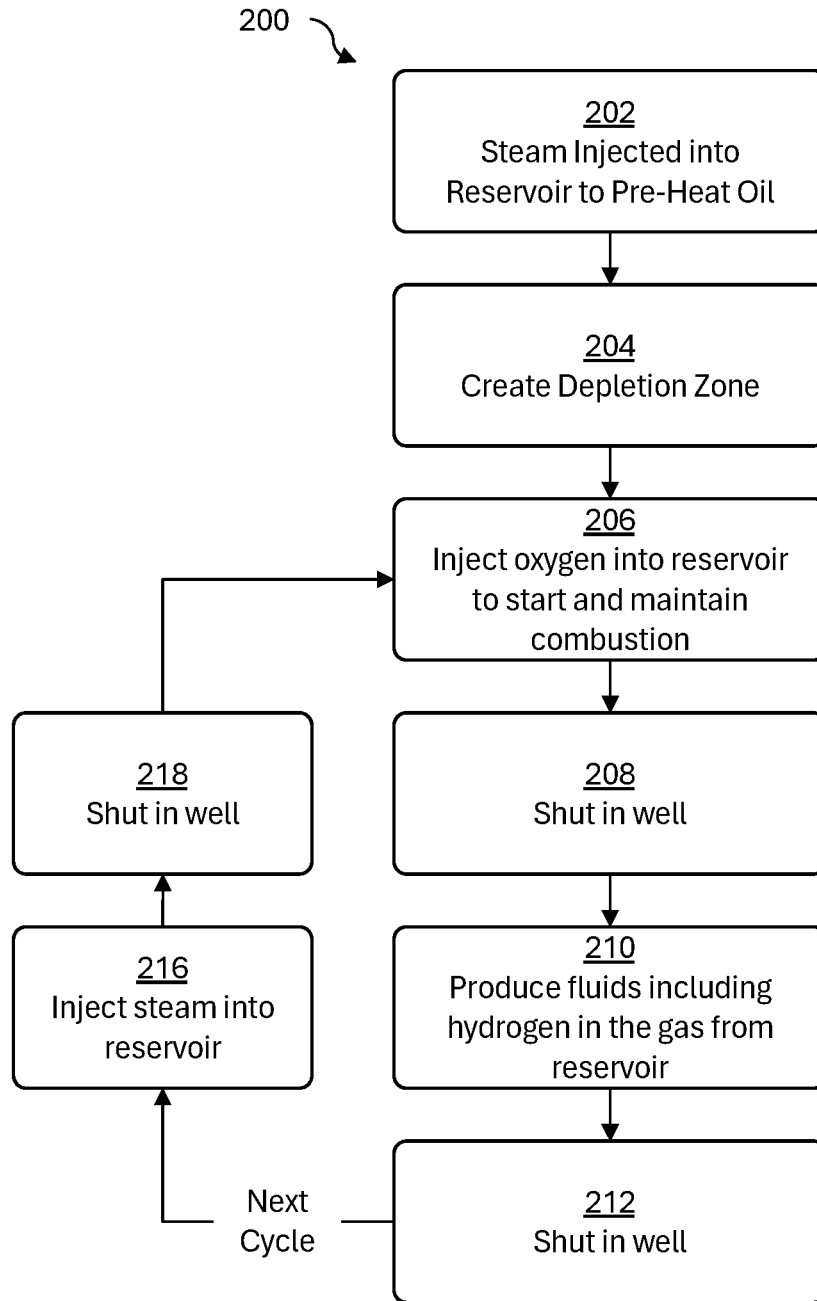 200
202
Steam Injected into
Reservoir to Pre-Heat Oil
204
Create Depletion Zone
206
Inject oxygen into reservoir
to start and maintain
combustion
218
Shut in well
208
Shut in well
216
Inject steam into
reservoir
210
Produce fluids including
hydrogen in the gas from
reservoir
Next
Cycle
212
Shut in well